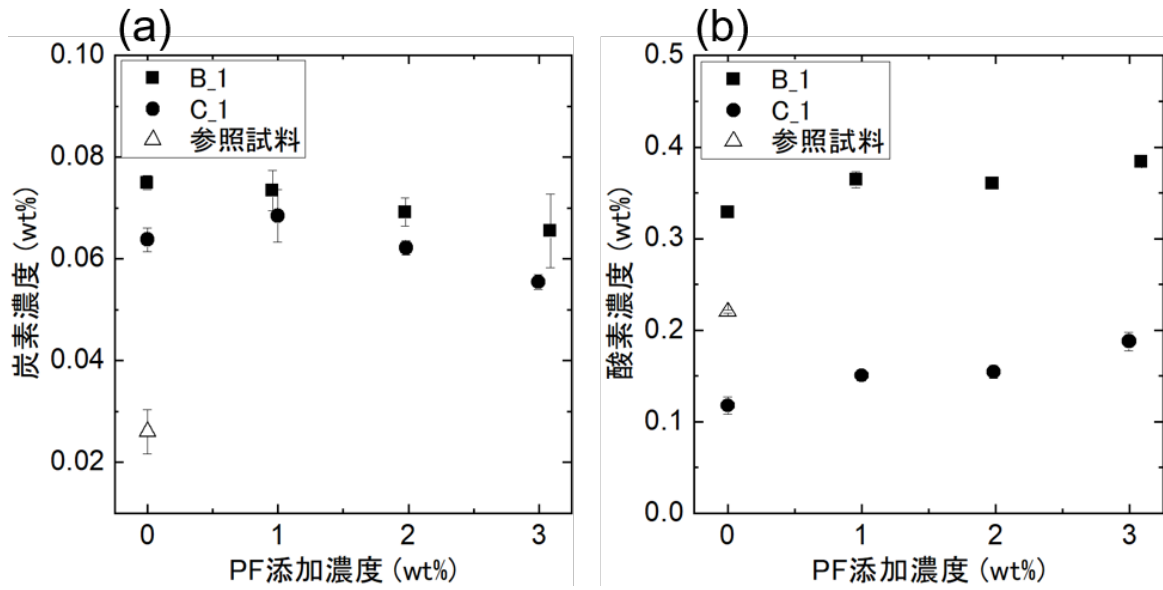 (a)
0.10
0.08
0.06
0.04
0.02
炭素濃度 (wt%)
B_1
C_1
参照試料
0 1 2 3
PF添加濃度 (wt%)
(b)
0.5
0.4
0.3
0.2
0.1
0.0
酸素濃度 (wt%)
B_1
C_1
参照試料
0 1 2 3
PF添加濃度 (wt%)